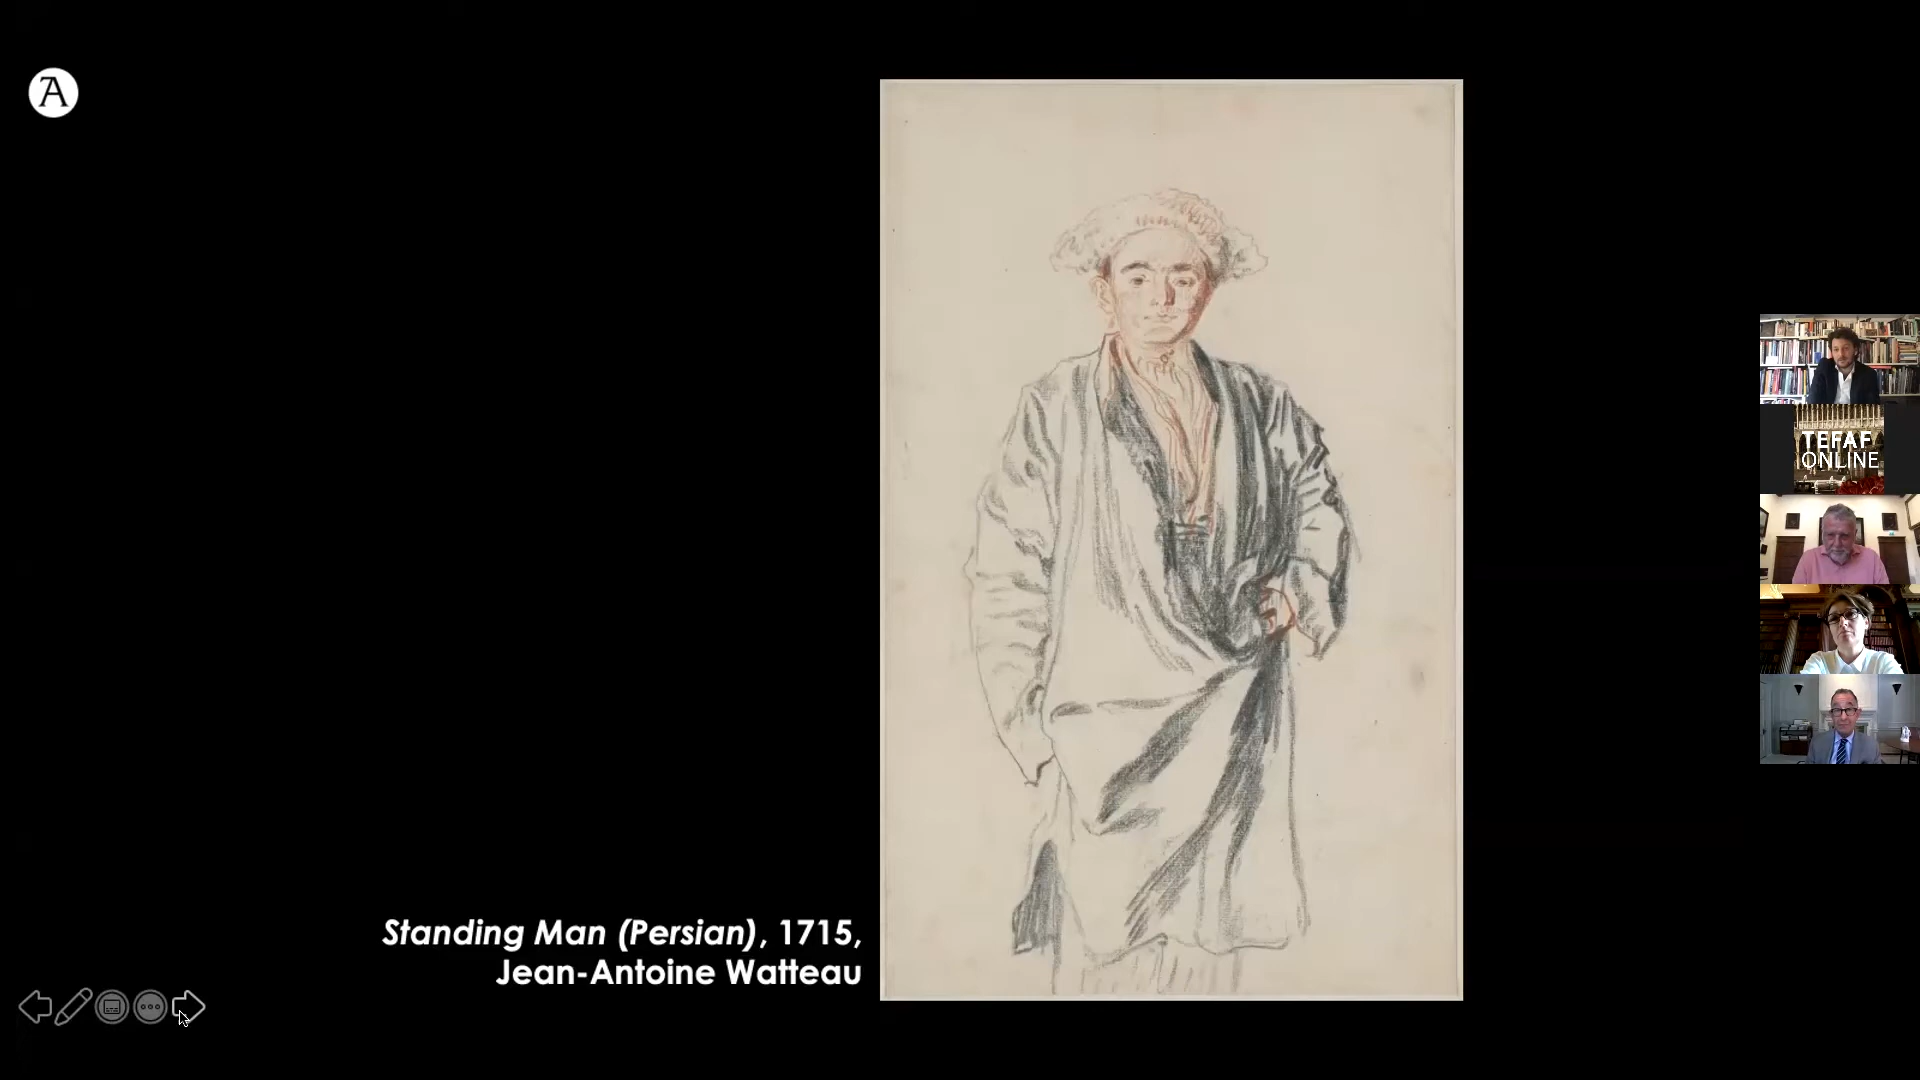 A
Standing Man (Persian), 1715,
Jean-Antoine Watteau
TEFAF
ONLINE